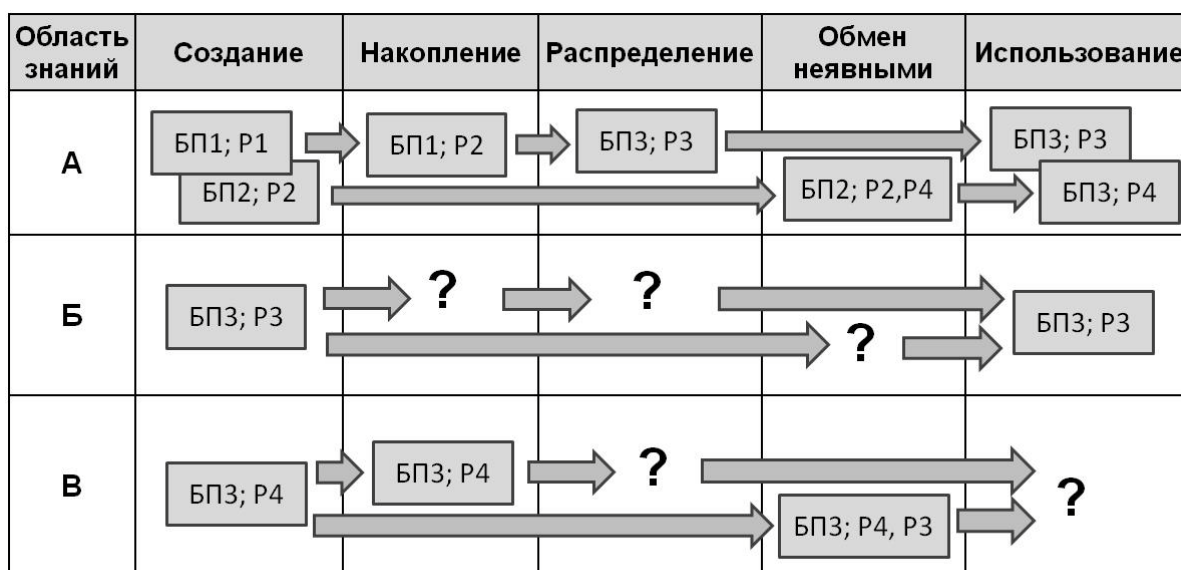 Область знаний
Создание
Накопление
Распределение
Обмен неявными
Использование
А
БП1; Р1
БП2; Р2
БП1; Р2
БП3; Р3
БП2; Р2,Р4
БП3; Р3
БП3; Р4
Б
БП3; Р3
?
?
?
БП3; Р3
В
БП3; Р4
БП3; Р4
?
БП3; Р4, Р3
?